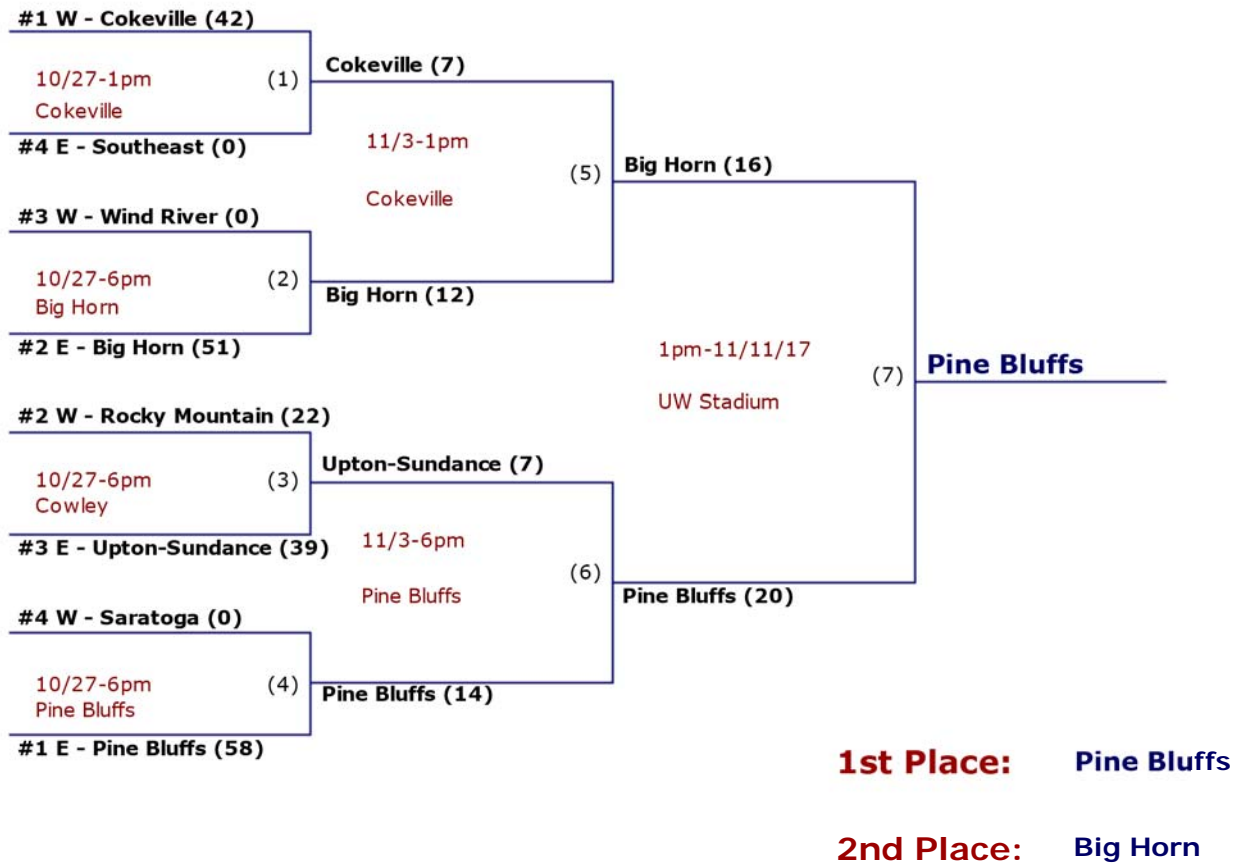 #1 W - Cokeville (42)
10/27-1pm
(1)
Cokeville
#4 E - Southeast (0)
Cokeville (7)
11/3-1pm
(5)
Cokeville
#3 W - Wind River (0)
10/27-6pm
(2)
Big Horn
#2 E - Big Horn (51)
Big Horn (12)
Big Horn (16)
1pm-11/11/17
(7)
UW Stadium
Pine Bluffs
#2 W - Rocky Mountain (22)
10/27-6pm
(3)
Cowley
#3 E - Upton-Sundance (39)
Upton-Sundance (7)
11/3-6pm
(6)
Pine Bluffs
Pine Bluffs (20)
#4 W - Saratoga (0)
10/27-6pm
(4)
Pine Bluffs
#1 E - Pine Bluffs (58)
Pine Bluffs (14)
1st Place: Pine Bluffs
2nd Place: Big Horn